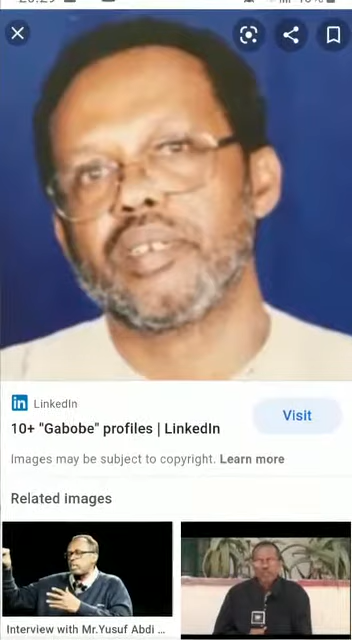 LinkedIn
10+ "Gabobe" profiles | LinkedIn
Visit
Images may be subject to copyright. Learn more
Related images
Interview with Mr.Yusuf Abdi ...